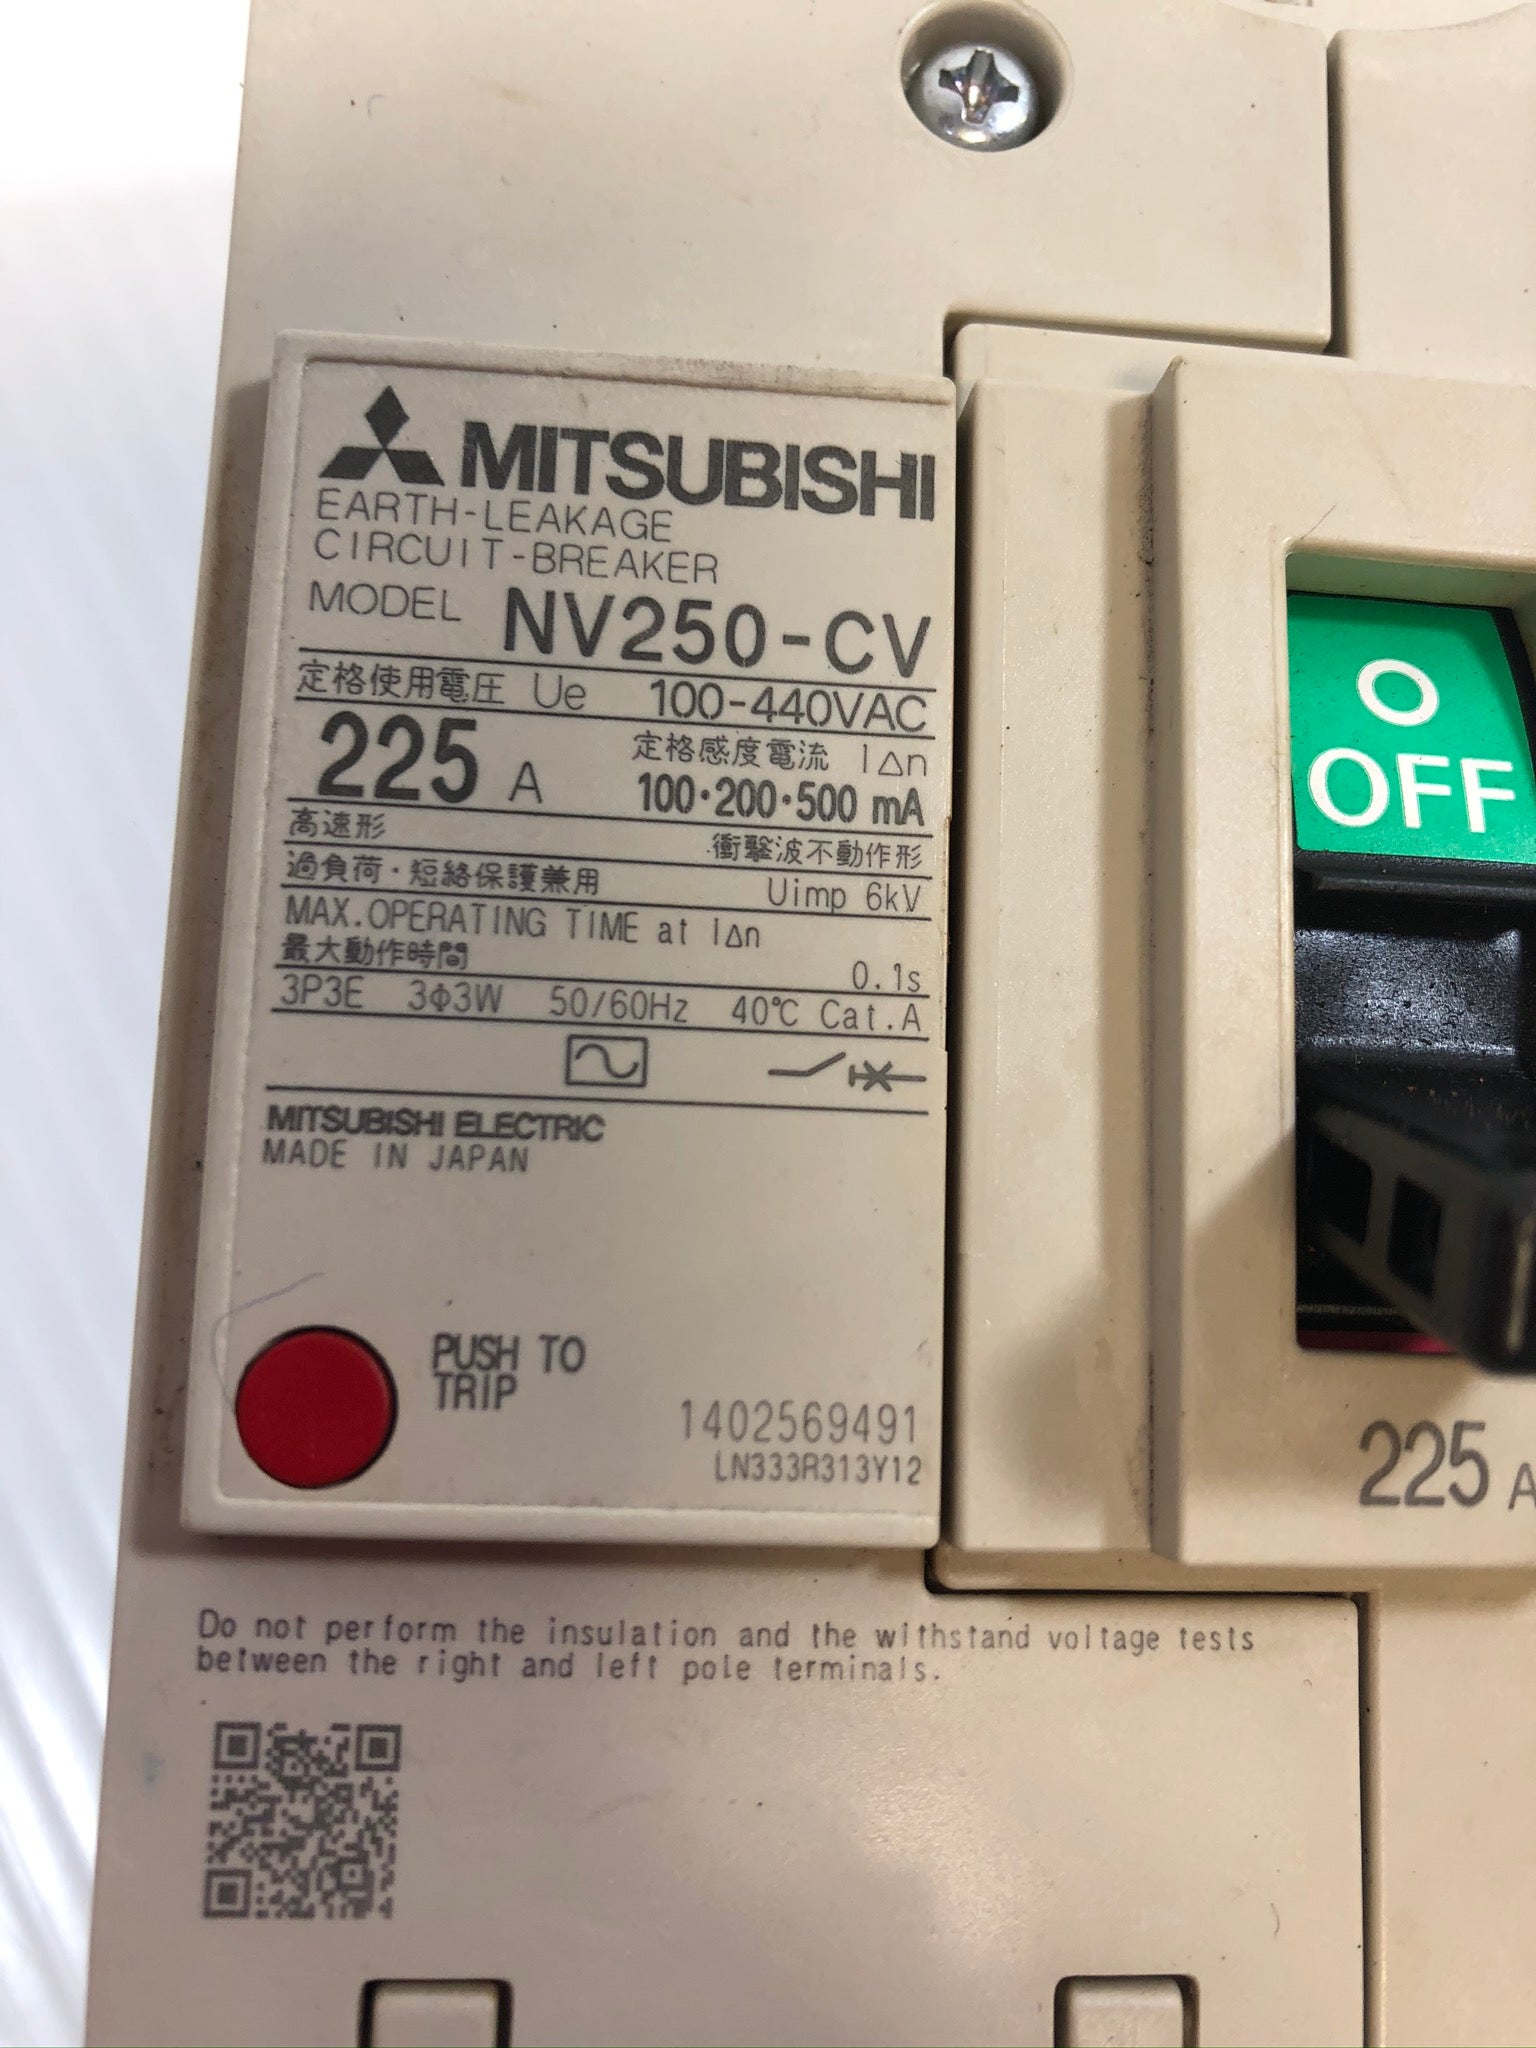 MITSUBISHI
EARTH-LEAKAGE
CIRCUIT-BREAKER
MODEL NV250-CV
定格使用電圧 Ue 100-440VAC
225 A 定格感度電流 I△n
100・200・500 mA
高速形 衝撃波不動作形
過負荷・短絡保護兼用 Uimp 6kV
MAX.OPERATING TIME at I△n
最大動作時間 0.1s
3P3E 3Φ3W 50/60Hz 40℃ Cat.A
MITSUBISHI ELECTRIC
MADE IN JAPAN
PUSH TO
TRIP
1402569491
LN333R313Y12
O
OFF
225 A
Do not perform the insulation and the withstand voltage tests
between the right and left pole terminals.